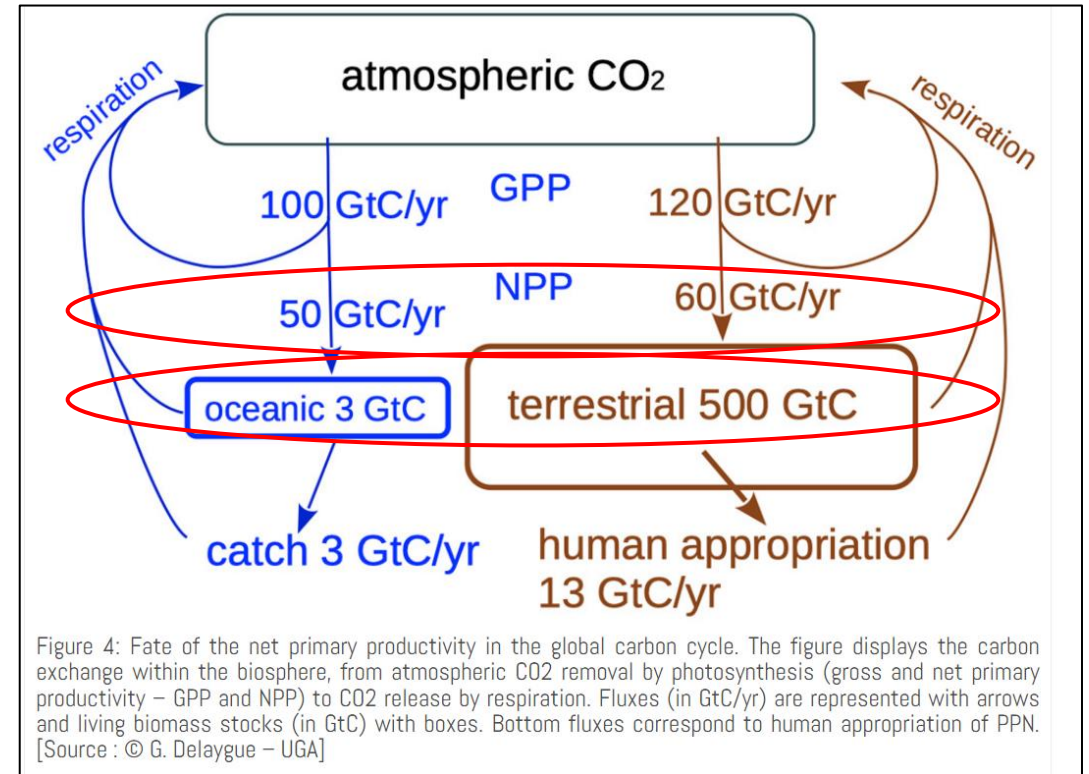 atmospheric CO2
respiration
respiration
100 GtC/yr
GPP
120 GtC/yr
NPP
50 GtC/yr
60 GtC/yr
oceanic 3 GtC
terrestrial 500 GtC
catch 3 GtC/yr
human appropriation
13 GtC/yr
Figure 4: Fate of the net primary productivity in the global carbon cycle. The figure displays the carbon
exchange within the biosphere, from atmospheric CO2 removal by photosynthesis (gross and net primary
productivity – GPP and NPP) to CO2 release by respiration. Fluxes (in GtC/yr) are represented with arrows
and living biomass stocks (in GtC) with boxes. Bottom fluxes correspond to human appropriation of PPN.
[Source : © G. Delaygue – UGA]